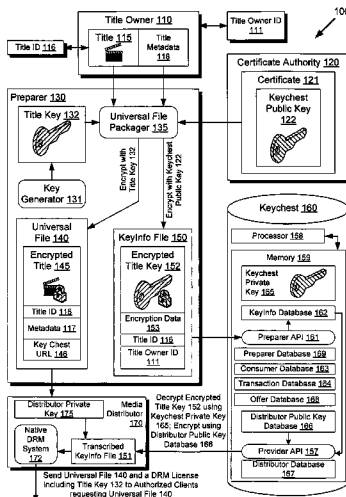 100
Title Owner 110
Title 115
Title Metadata 118
Title Owner ID 111
Title ID 116
Certificate Authority 120
Certificate 121
Keychest Public Key 122
Preparer 130
Title Key 132
Universal File Packager 135
Key Generator 131
Encrypt with Title Key 132
Encrypt with Keychest Public Key 122
Universal File 140
Encrypted Title 145
Title ID 116
Metadata 117
Key Chest URL 146
KeyInfo File 150
Encrypted Title Key 152
Encryption Data 153
Title ID 116
Title Owner ID 111
Keychest 160
Processor 158
Memory 159
Keychest Private Key 165
KeyInfo Database 162
Preparer API 161
Preparer Database 169
Consumer Database 163
Transaction Database 164
Offer Database 168
Distributor Public Key Database 166
Provider API 157
Distributor Database 167
Distributor Private Key 175
Media Distributor 170
Native DRM System 172
Transcribed KeyInfo File 151
Decrypt Encrypted Title Key 152 using Keychest Private Key 165; Encrypt using Distributor Public Key Database 166
Send Universal File 140 and a DRM License including Title Key 132 to Authorized Clients requesting Universal File 140